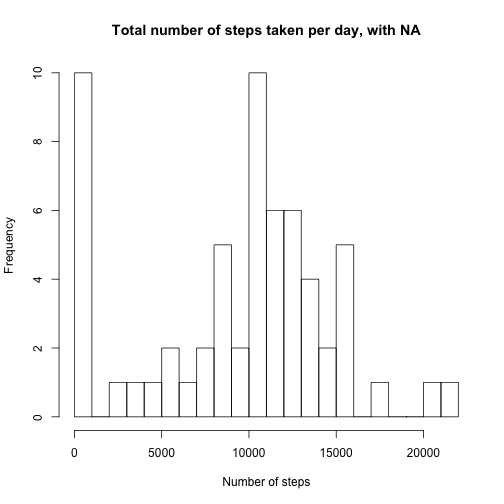 Total number of steps taken per day, with NA
Frequency
10
8
6
4
2
0
0 5000 10000 15000 20000
Number of steps